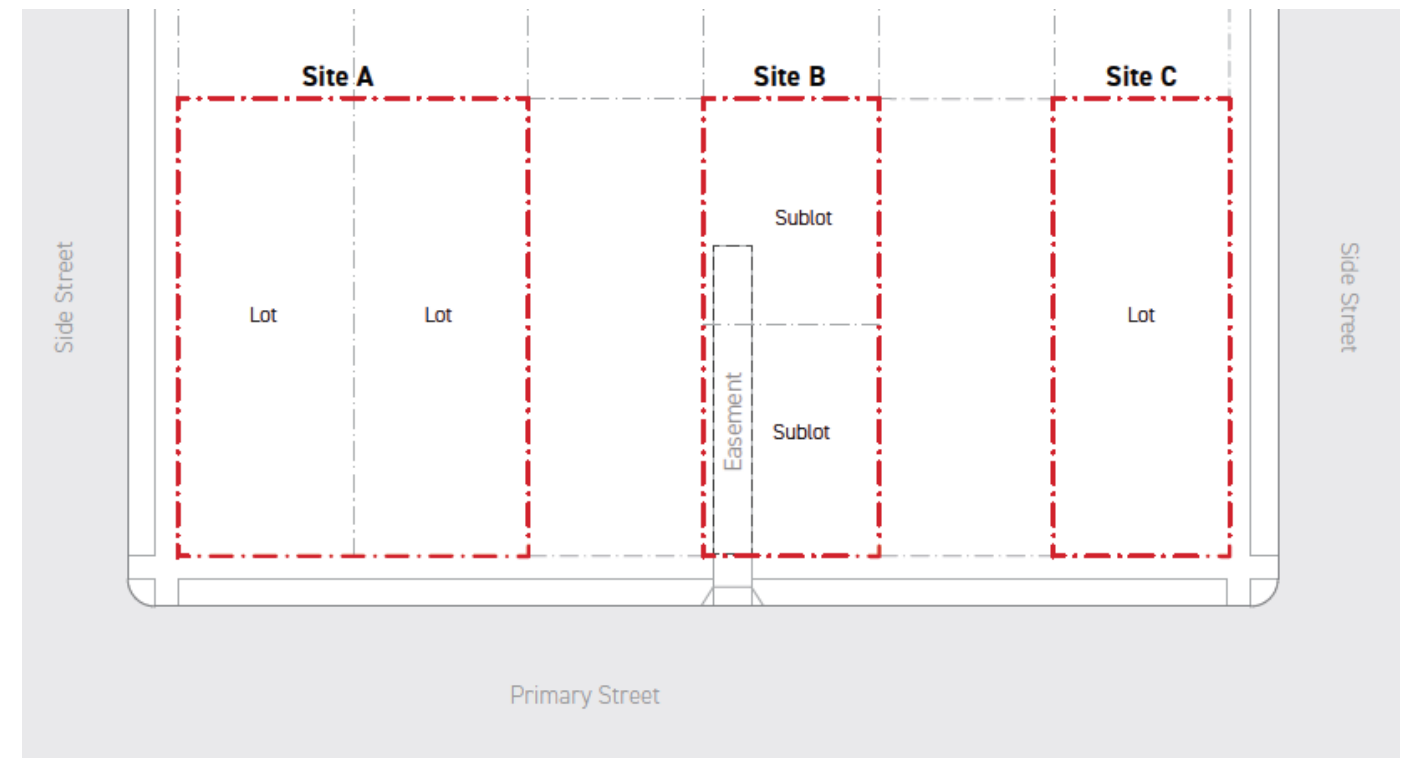 Site A
Site B
Site C
Sublot
Side Street
Lot
Lot
Lot
Side Street
Easement
Sublot
Primary Street